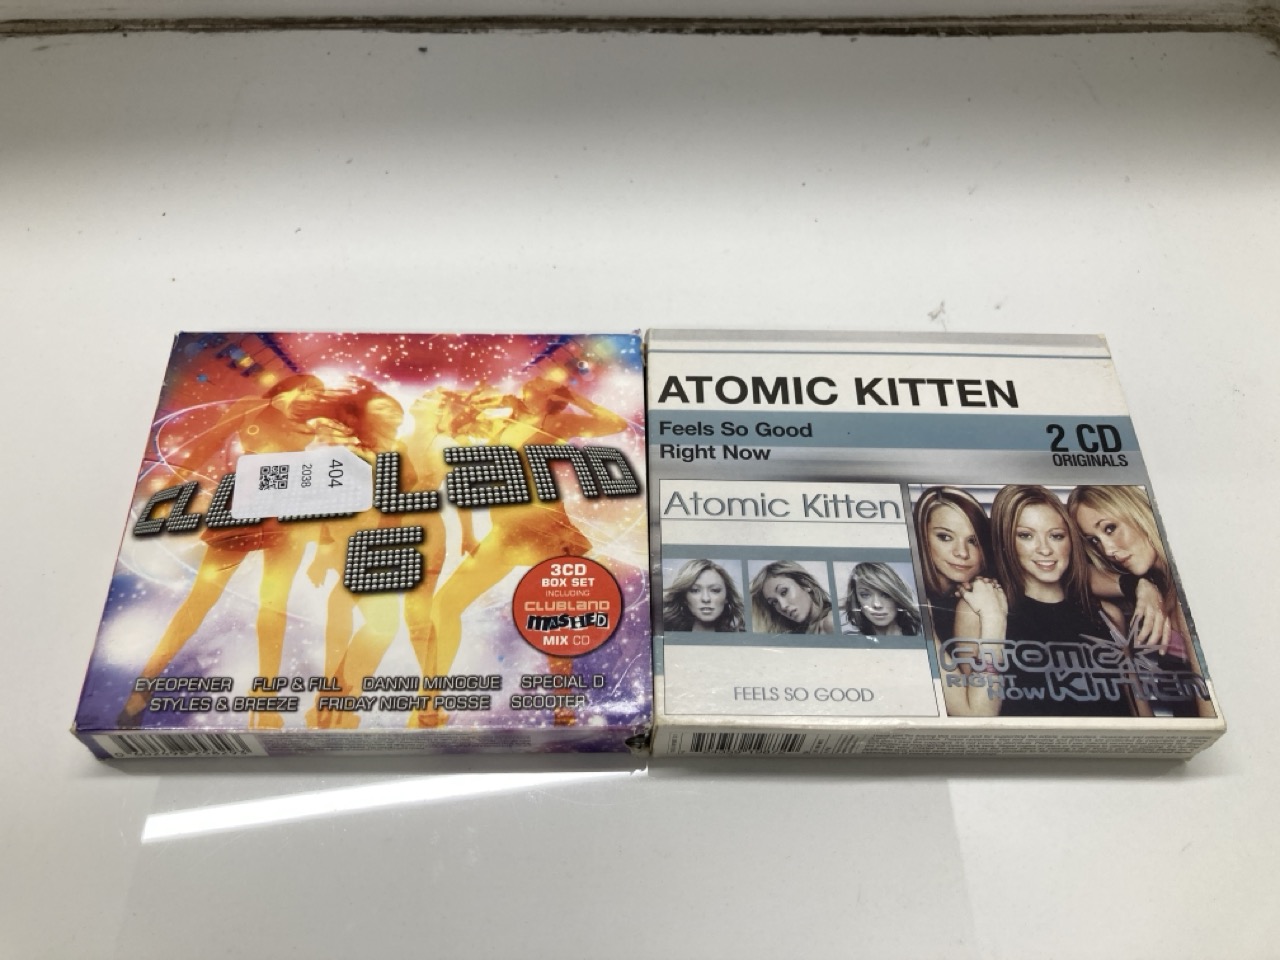 CLUBLAND
6
404
2038
3CD
BOX SET
INCLUDING
CLUBLAND
MASHED
MIX CD
EYEOPENER FLIP & FILL DANNII MINOGUE SPECIAL D
STYLES & BREEZE FRIDAY NIGHT POSSE SCOOTER
ATOMIC KITTEN
Feels So Good
Right Now
2 CD
ORIGINALS
Atomic Kitten
FEELS SO GOOD
ATOMIC
RIGHT
NOW KITTEN